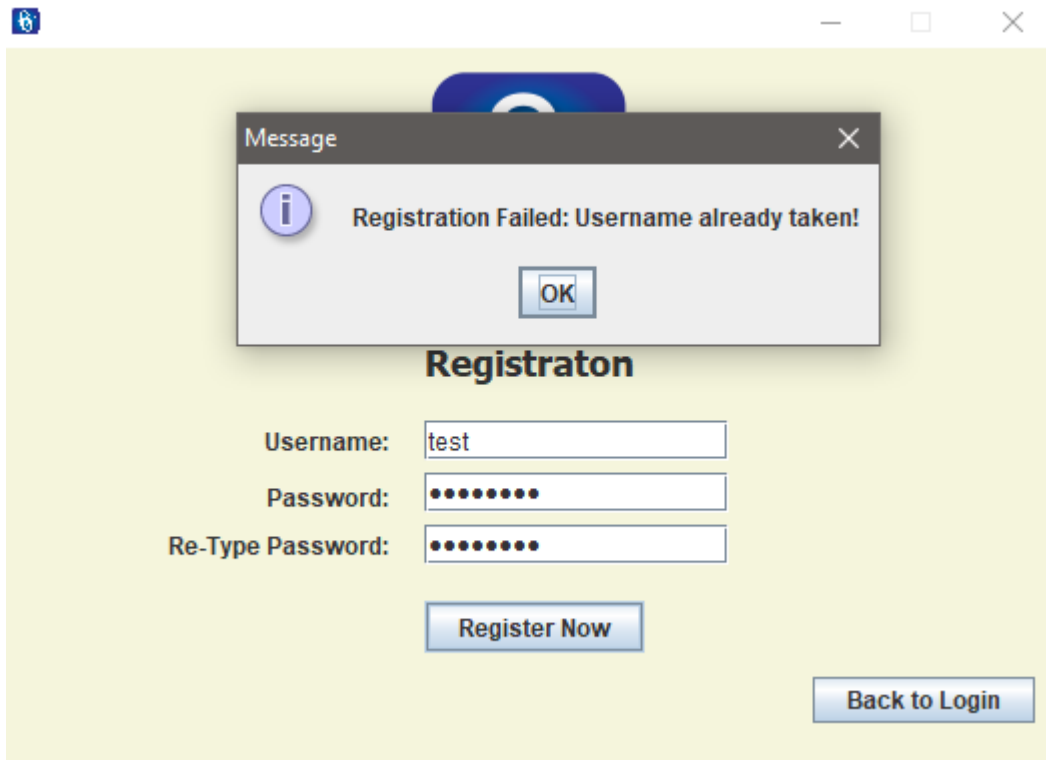 Message
Registration Failed: Username already taken!
OK
Registraton
Username: test
Password: ••••••••
Re-Type Password: ••••••••
Register Now
Back to Login